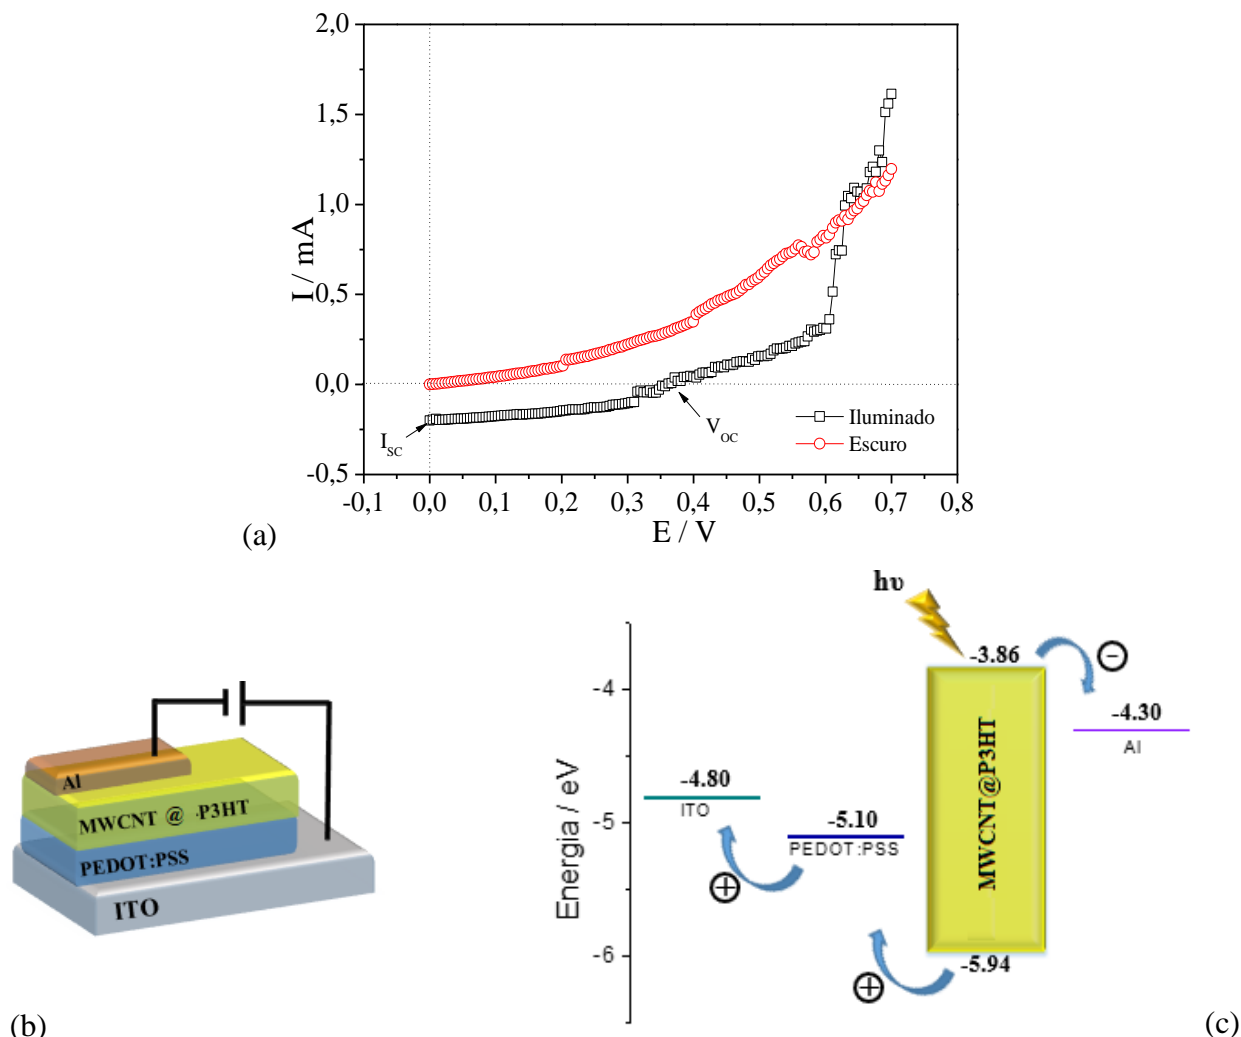 2,0
1,5
1,0
0,5
0,0
-0,5
I / mA
I_SC
V_OC
Iluminado
Escuro
-0,1 0,0 0,1 0,2 0,3 0,4 0,5 0,6 0,7 0,8
E / V
(a)
Al
MWCNT @ -P3HT
PEDOT:PSS
ITO
(b)
hυ
-3.86
−
-4
-4.30
Al
-4.80
ITO
-5
-5.10
PEDOT:PSS
MWCNT@P3HT
Energia / eV
+
-6
-5.94
+
(c)